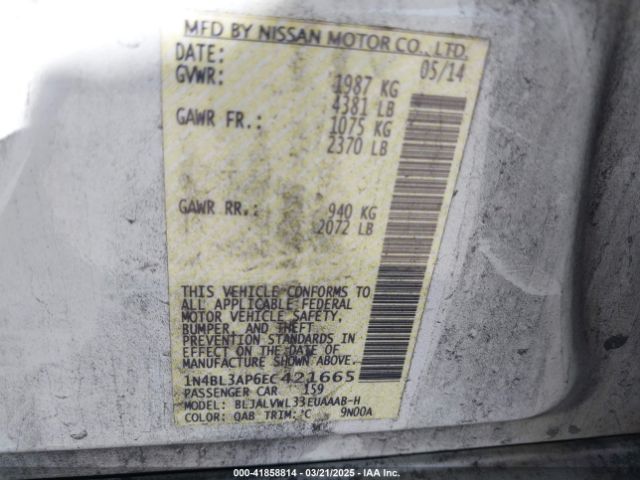 MFD BY NISSAN MOTOR CO., LTD.
DATE: 05/14
GVWR: 1987 KG
4381 LB
GAWR FR.: 1075 KG
2370 LB
GAWR RR.: 940 KG
2072 LB
THIS VEHICLE CONFORMS TO
ALL APPLICABLE FEDERAL
MOTOR VEHICLE SAFETY,
BUMPER, AND THEFT
PREVENTION STANDARDS
IN EFFECT ON THE DATE OF
MANUFACTURE SHOWN ABOVE.
1N4BL3AP6EC421665
PASSENGER CAR 159
MODEL: BLJALVWL33EUAAAB-H
COLOR: QAB TRIM: C 9N00A
000-41858814 — 03/21/2025 — IAA Inc.